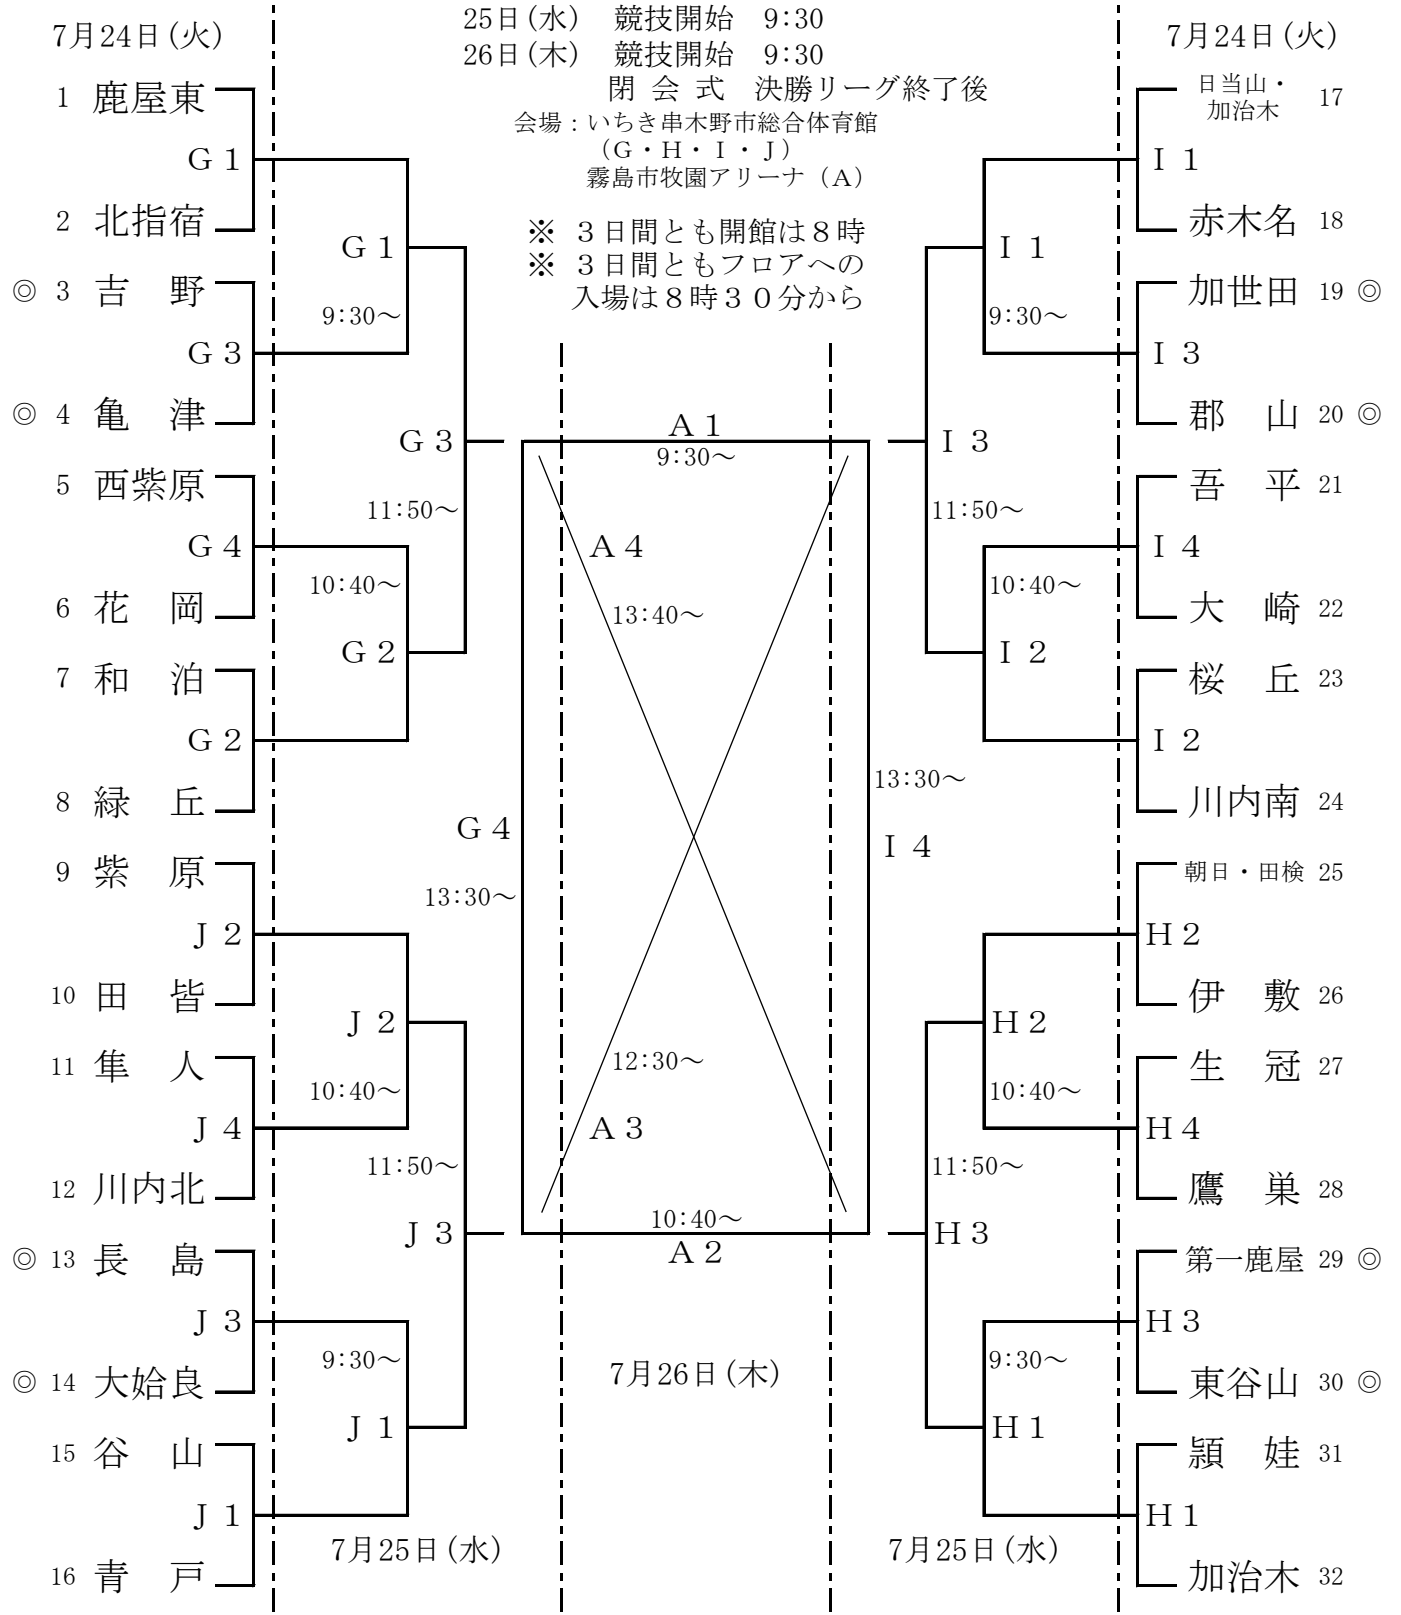 7月24日(火)
25日(水)　競技開始　9:30
26日(木)　競技開始　9:30
閉 会 式　決勝リーグ終了後
会場：いちき串木野市総合体育館
（Ｇ・Ｈ・Ｉ・Ｊ）
霧島市牧園アリーナ（Ａ）
※ ３日間とも開館は８時
※ ３日間ともフロアへの
入場は８時３０分から
7月24日(火)
1 鹿屋東
Ｇ1
2 北指宿
◎ 3 吉　野
Ｇ3
◎ 4 亀　津
5 西紫原
Ｇ4
6 花　岡
7 和　泊
Ｇ2
8 緑　丘
9 紫　原
Ｊ2
10 田　皆
11 隼　人
Ｊ4
12 川内北
◎ 13 長　島
Ｊ3
◎ 14 大姶良
15 谷　山
Ｊ1
16 青　戸
Ｇ1
9:30～
Ｇ3
11:50～
10:40～
Ｇ2
Ｇ4
13:30～
Ｊ2
10:40～
11:50～
Ｊ3
9:30～
Ｊ1
7月25日(水)
Ａ1
9:30～
Ａ4
13:40～
12:30～
Ａ3
10:40～
Ａ2
7月26日(木)
Ｉ1
9:30～
Ｉ3
11:50～
10:40～
Ｉ2
13:30～
Ｉ4
Ｈ2
10:40～
11:50～
Ｈ3
9:30～
Ｈ1
7月25日(水)
日当山・
加治木 17
Ｉ1
赤木名 18
加世田 19 ◎
Ｉ3
郡　山 20 ◎
吾　平 21
Ｉ4
大　崎 22
桜　丘 23
Ｉ2
川内南 24
朝日・田検 25
Ｈ2
伊　敷 26
生　冠 27
Ｈ4
鷹　巣 28
第一鹿屋 29 ◎
Ｈ3
東谷山 30 ◎
頴　娃 31
Ｈ1
加治木 32